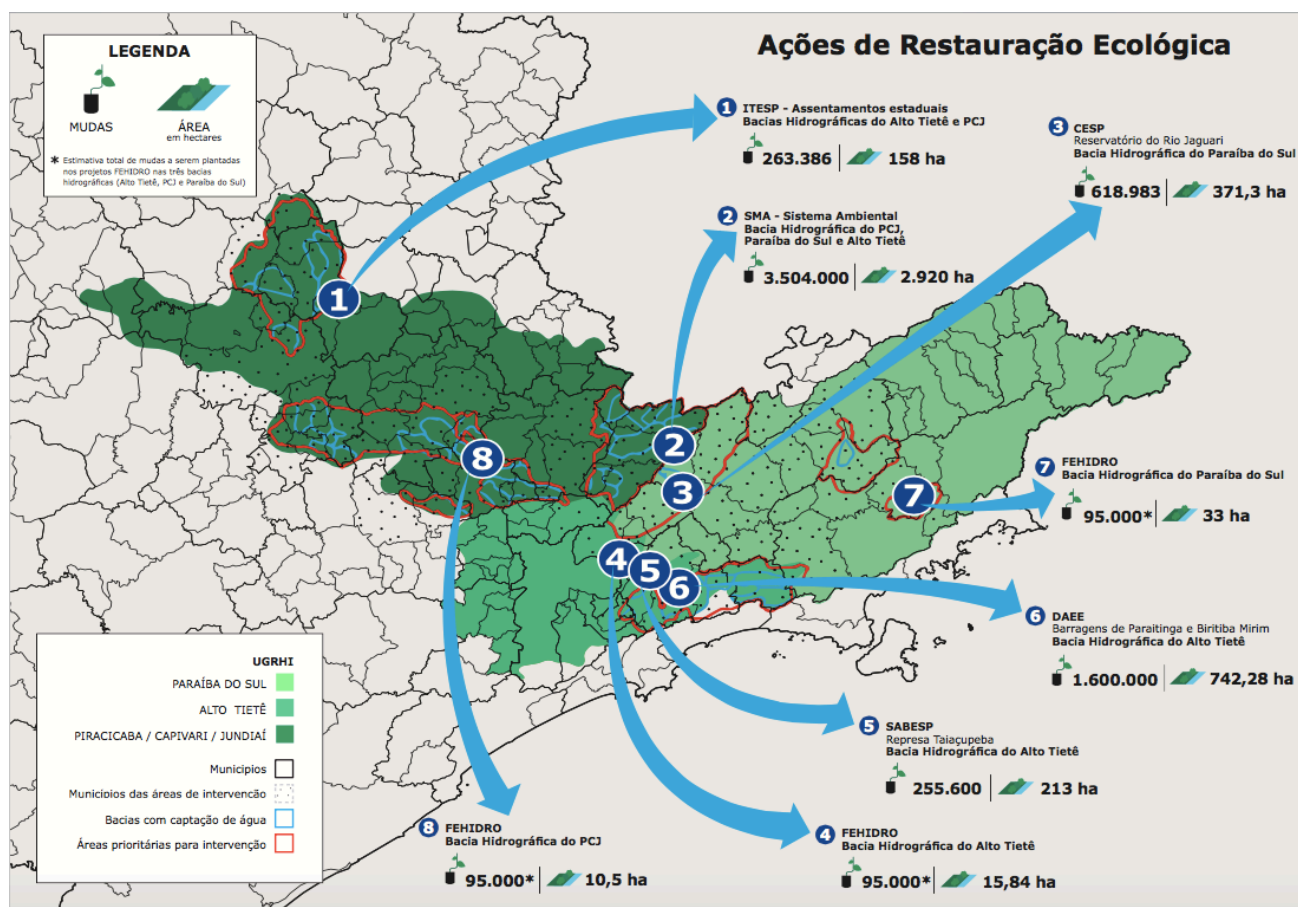 LEGENDA
MUDAS
ÁREA
em hectares
* Estimativa total de mudas a serem plantadas
nos projetos FEHIDRO nas três bacias
hidrográficas (Alto Tietê, PCJ e Paraíba do Sul)
Ações de Restauração Ecológica
1 ITESP - Assentamentos estaduais
Bacias Hidrográficas do Alto Tietê e PCJ
263.386 158 ha
3 CESP
Reservatório do Rio Jaguari
Bacia Hidrográfica do Paraíba do Sul
618.983 371,3 ha
2 SMA - Sistema Ambiental
Bacia Hidrográfica do PCJ,
Paraíba do Sul e Alto Tietê
3.504.000 2.920 ha
1
2
8
3
7
4
5
6
7 FEHIDRO
Bacia Hidrográfica do Paraíba do Sul
95.000* 33 ha
6 DAEE
Barragens de Paraitinga e Biritiba Mirim
Bacia Hidrográfica do Alto Tietê
1.600.000 742,28 ha
UGRHI
PARAÍBA DO SUL
ALTO TIETÊ
PIRACICABA / CAPIVARI / JUNDIAÍ
Municipios
Municipios das áreas de intervenção
Bacias com captação de água
Áreas prioritárias para intervenção
5 SABESP
Represa Taiaçupeba
Bacia Hidrográfica do Alto Tietê
255.600 213 ha
8 FEHIDRO
Bacia Hidrográfica do PCJ
95.000* 10,5 ha
4 FEHIDRO
Bacia Hidrográfica do Alto Tietê
95.000* 15,84 ha